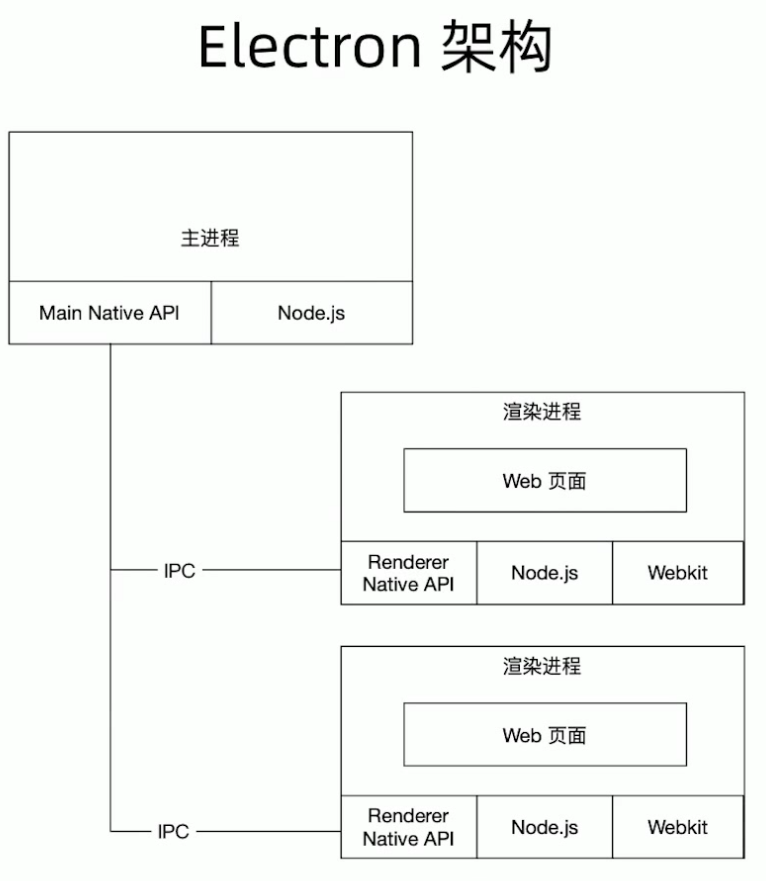 Electron 架构
主进程
Main Native API
Node.js
渲染进程
Web 页面
IPC
Renderer
Native API
Node.js
Webkit
渲染进程
Web 页面
IPC
Renderer
Native API
Node.js
Webkit